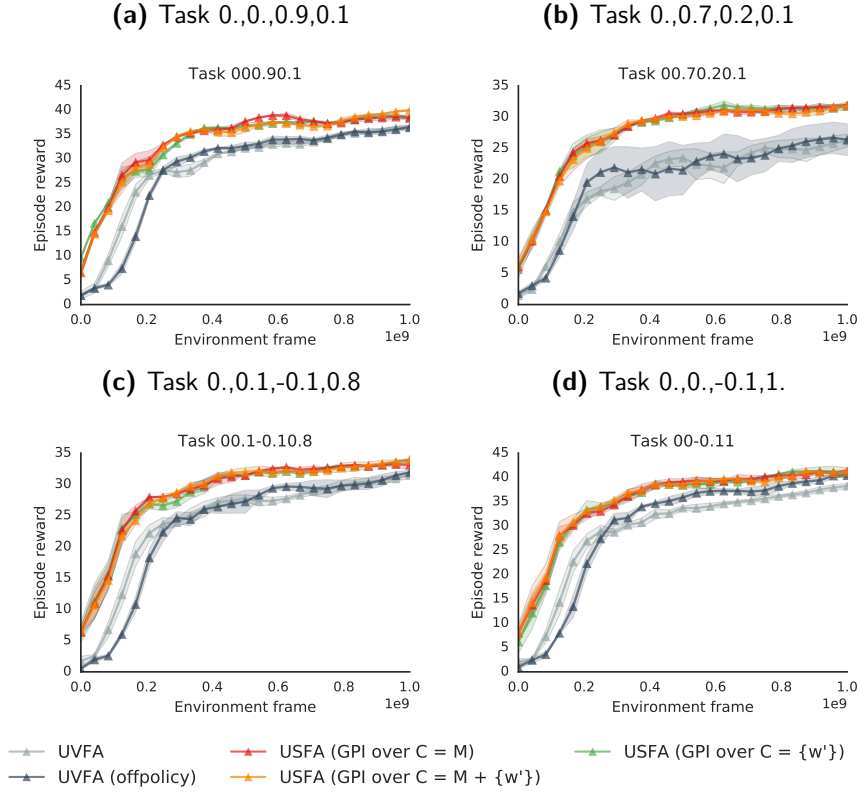 (a) Task 0.,0.,0.9,0.1
Task 000.90.1
Episode reward
45
40
35
30
25
20
15
10
5
0
0.0 0.2 0.4 0.6 0.8 1.0
Environment frame
1e9
(b) Task 0.,0.7,0.2,0.1
Task 00.70.20.1
Episode reward
35
30
25
20
15
10
5
0
0.0 0.2 0.4 0.6 0.8 1.0
Environment frame
1e9
(c) Task 0.,0.1,-0.1,0.8
Task 00.1-0.10.8
Episode reward
35
30
25
20
15
10
5
0
0.0 0.2 0.4 0.6 0.8 1.0
Environment frame
1e9
(d) Task 0.,0.,-0.1,1.
Task 00-0.11
Episode reward
45
40
35
30
25
20
15
10
5
0
0.0 0.2 0.4 0.6 0.8 1.0
Environment frame
1e9
UVFA
UVFA (offpolicy)
USFA (GPI over C = M)
USFA (GPI over C = M + {w'})
USFA (GPI over C = {w'})